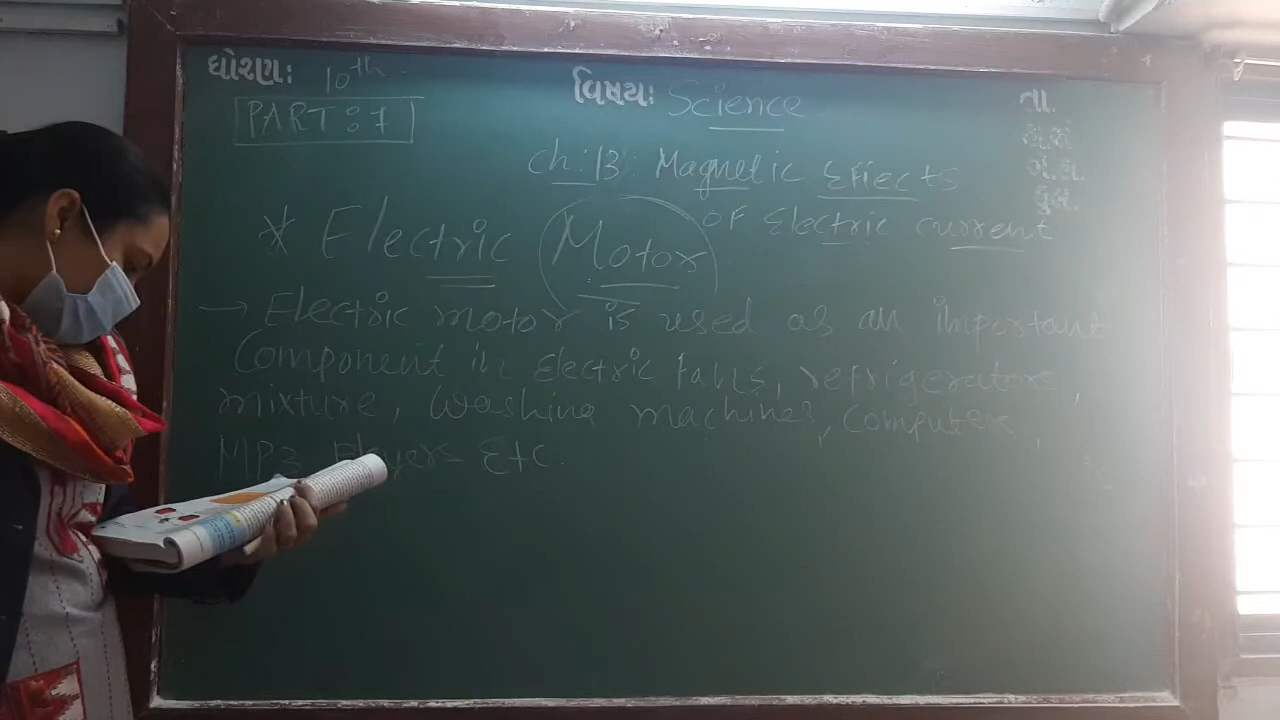 ધોરણ: 10th.
વિષય: Science
તા.
PART : 7
ch : 13 : Magnetic Effects
OF Electric current
* Electric Motor
→ Electric motor is used as an important
Component in Electric Fans, refrigerators,
mixture, Washing machines, computers,
MP3 Players Etc.